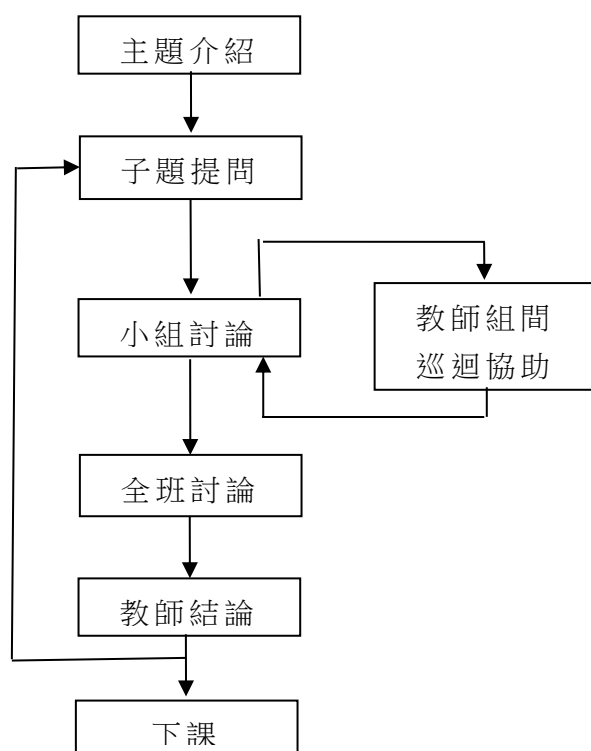 主題介紹
子題提問
小組討論
教師組間
巡迴協助
全班討論
教師結論
下課